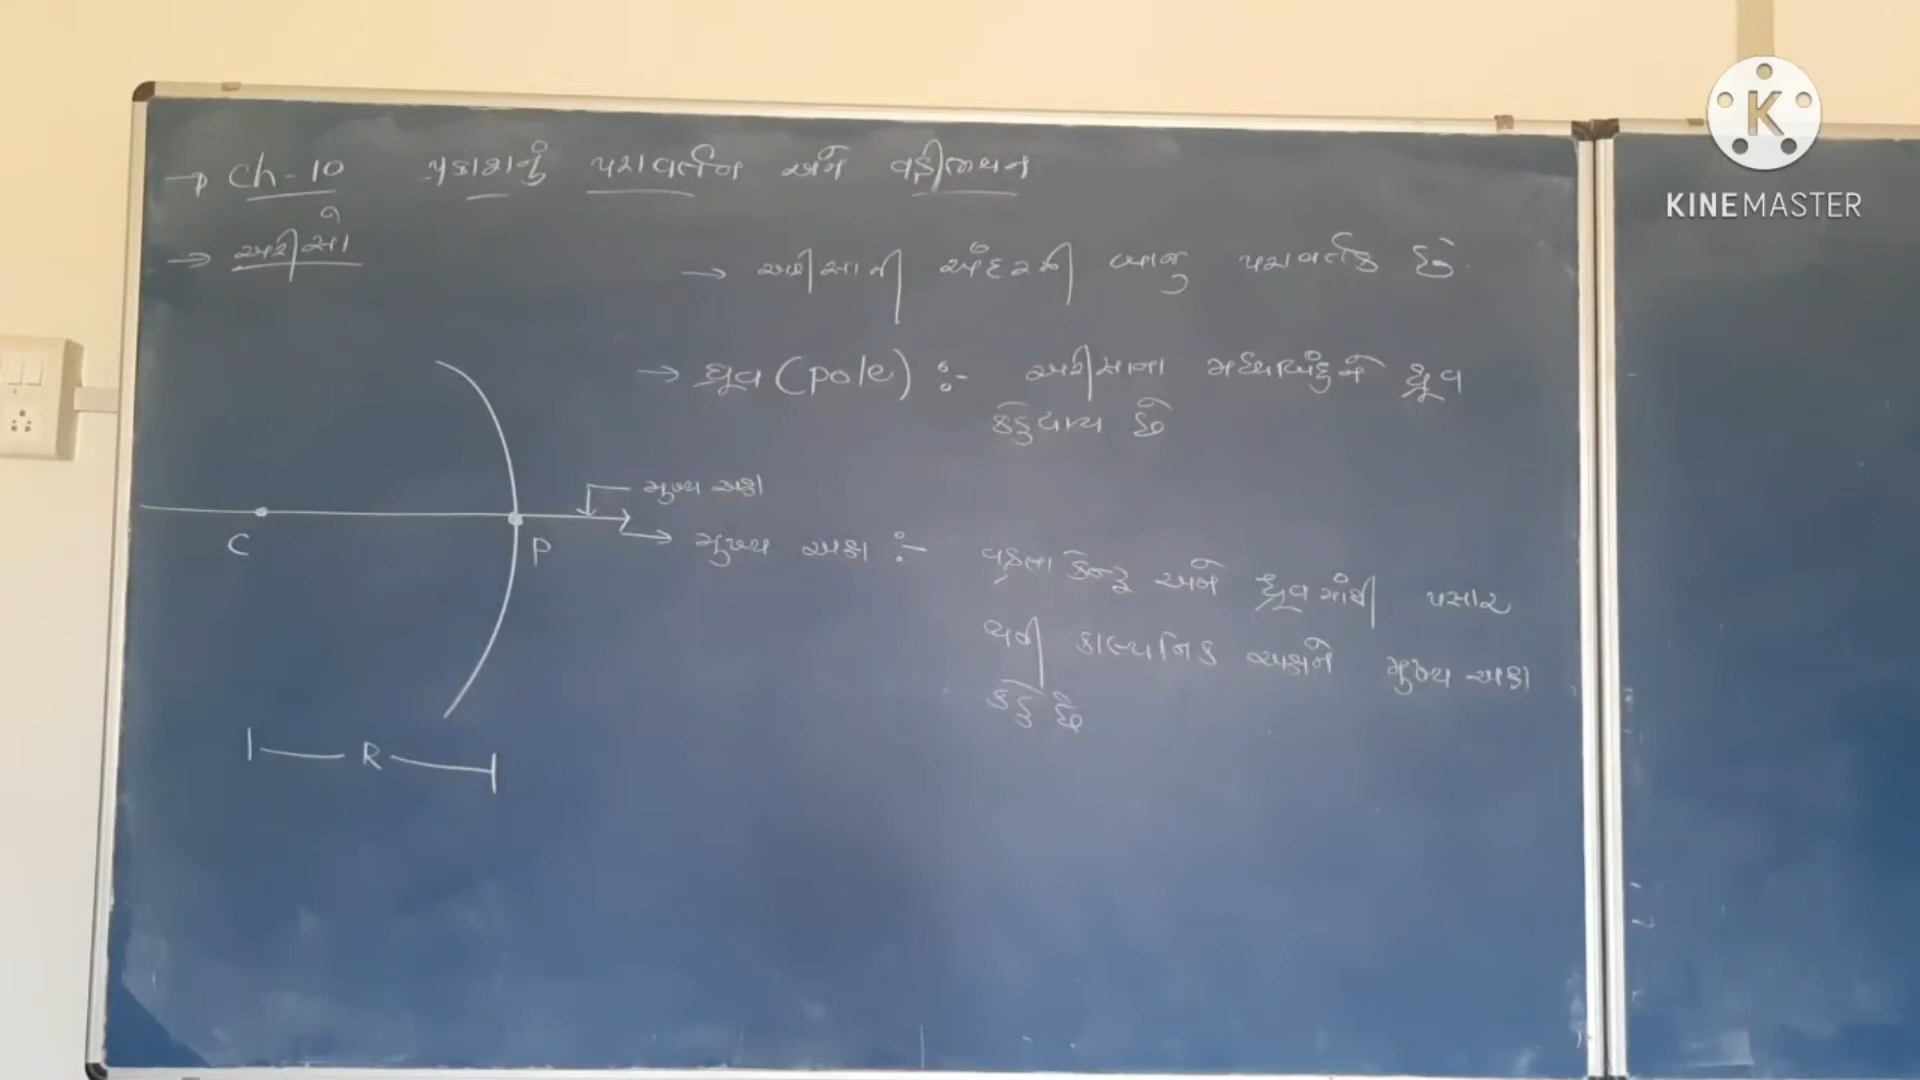 → Ch - 10 પ્રકાશનું પરાવર્તન અને વક્રીભવન
→ અરીસો
→ અરીસાની અંદરની બાજુ પરાવર્તક છે
→ ધ્રુવ (pole) :- અરીસાના મધ્યબિંદુને ધ્રુવ
કહેવાય છે
મુખ્ય અક્ષ
C
P
→ મુખ્ય અક્ષ :- વક્રતા કેન્દ્ર અને ધ્રુવમાંથી પસાર
થતી કાલ્પનિક અક્ષને મુખ્ય અક્ષ
કહે છે
R
K
KINEMASTER